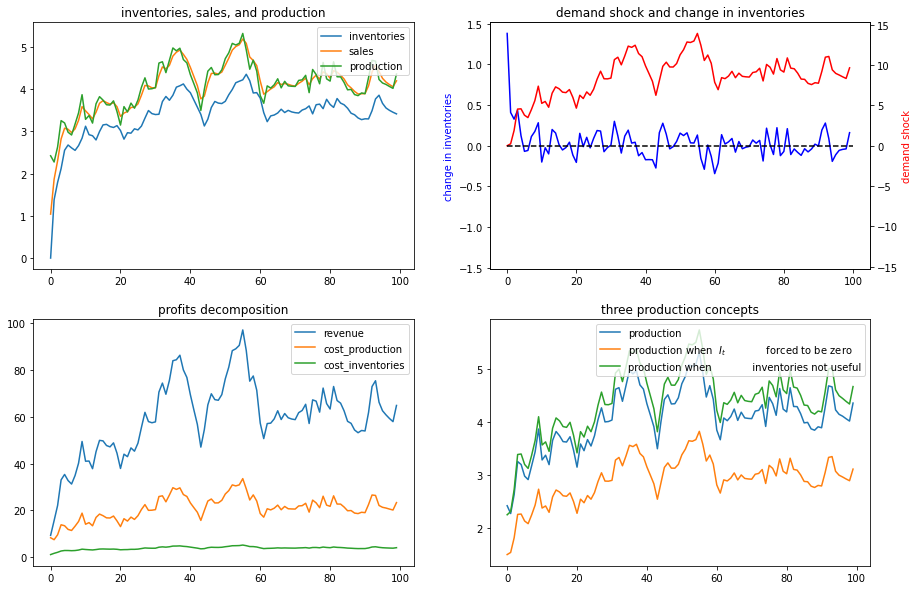 inventories, sales, and production
inventories
sales
production
5
4
3
2
1
0
0 20 40 60 80 100
demand shock and change in inventories
change in inventories
1.5
1.0
0.5
0.0
−0.5
−1.0
−1.5
0 20 40 60 80 100
15
10
5
0
−5
−10
−15
demand shock
profits decomposition
revenue
cost_production
cost_inventories
100
80
60
40
20
0
0 20 40 60 80 100
three production concepts
production
production when I_t forced to be zero
production when inventories not useful
5
4
3
2
0 20 40 60 80 100